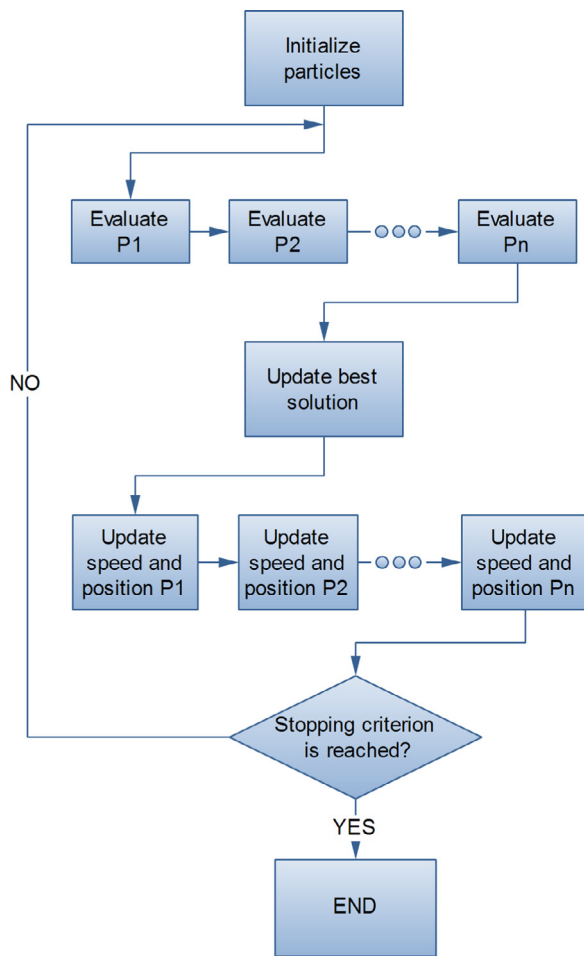 Initialize
particles
Evaluate
P1
Evaluate
P2
Evaluate
Pn
Update best
solution
NO
Update
speed and
position P1
Update
speed and
position P2
Update
speed and
position Pn
Stopping criterion
is reached?
YES
END